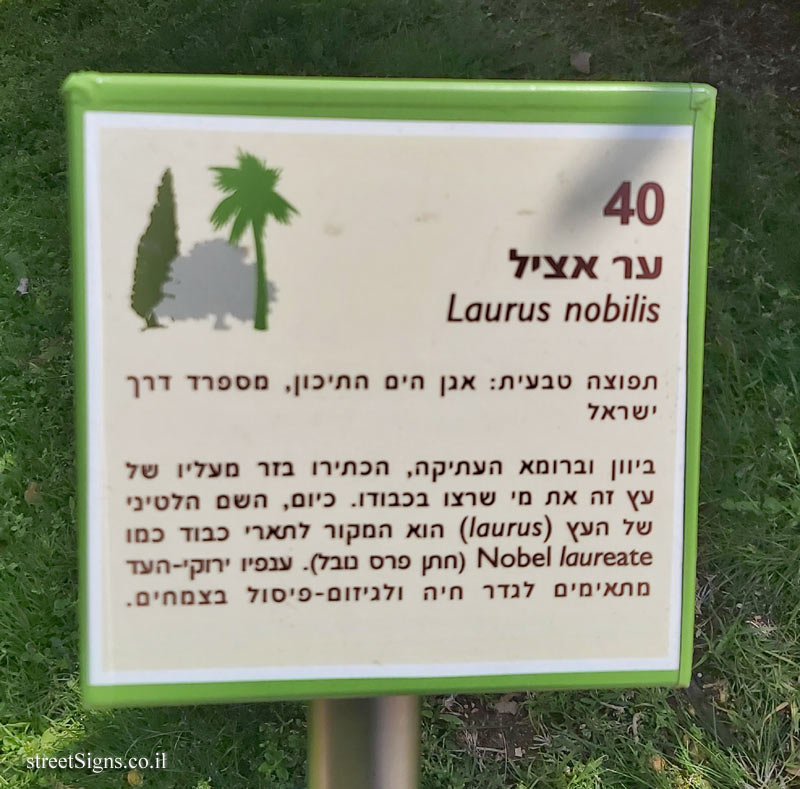 40
ער אציל
Laurus nobilis
תפוצה טבעית: אגן הים התיכון, מספרד דרך
ישראל
ביוון וברומא העתיקה, הכתירו בזר מעליו של
עץ זה את מי שרצו בכבודו. כיום, השם הלטיני
של העץ (laurus) הוא המקור לתארי כבוד כמו
Nobel laureate (חתן פרס נובל). ענפיו ירוקי-העד
מתאימים לגדר חיה ולגיזום-פיסול בצמחים.
streetSigns.co.il